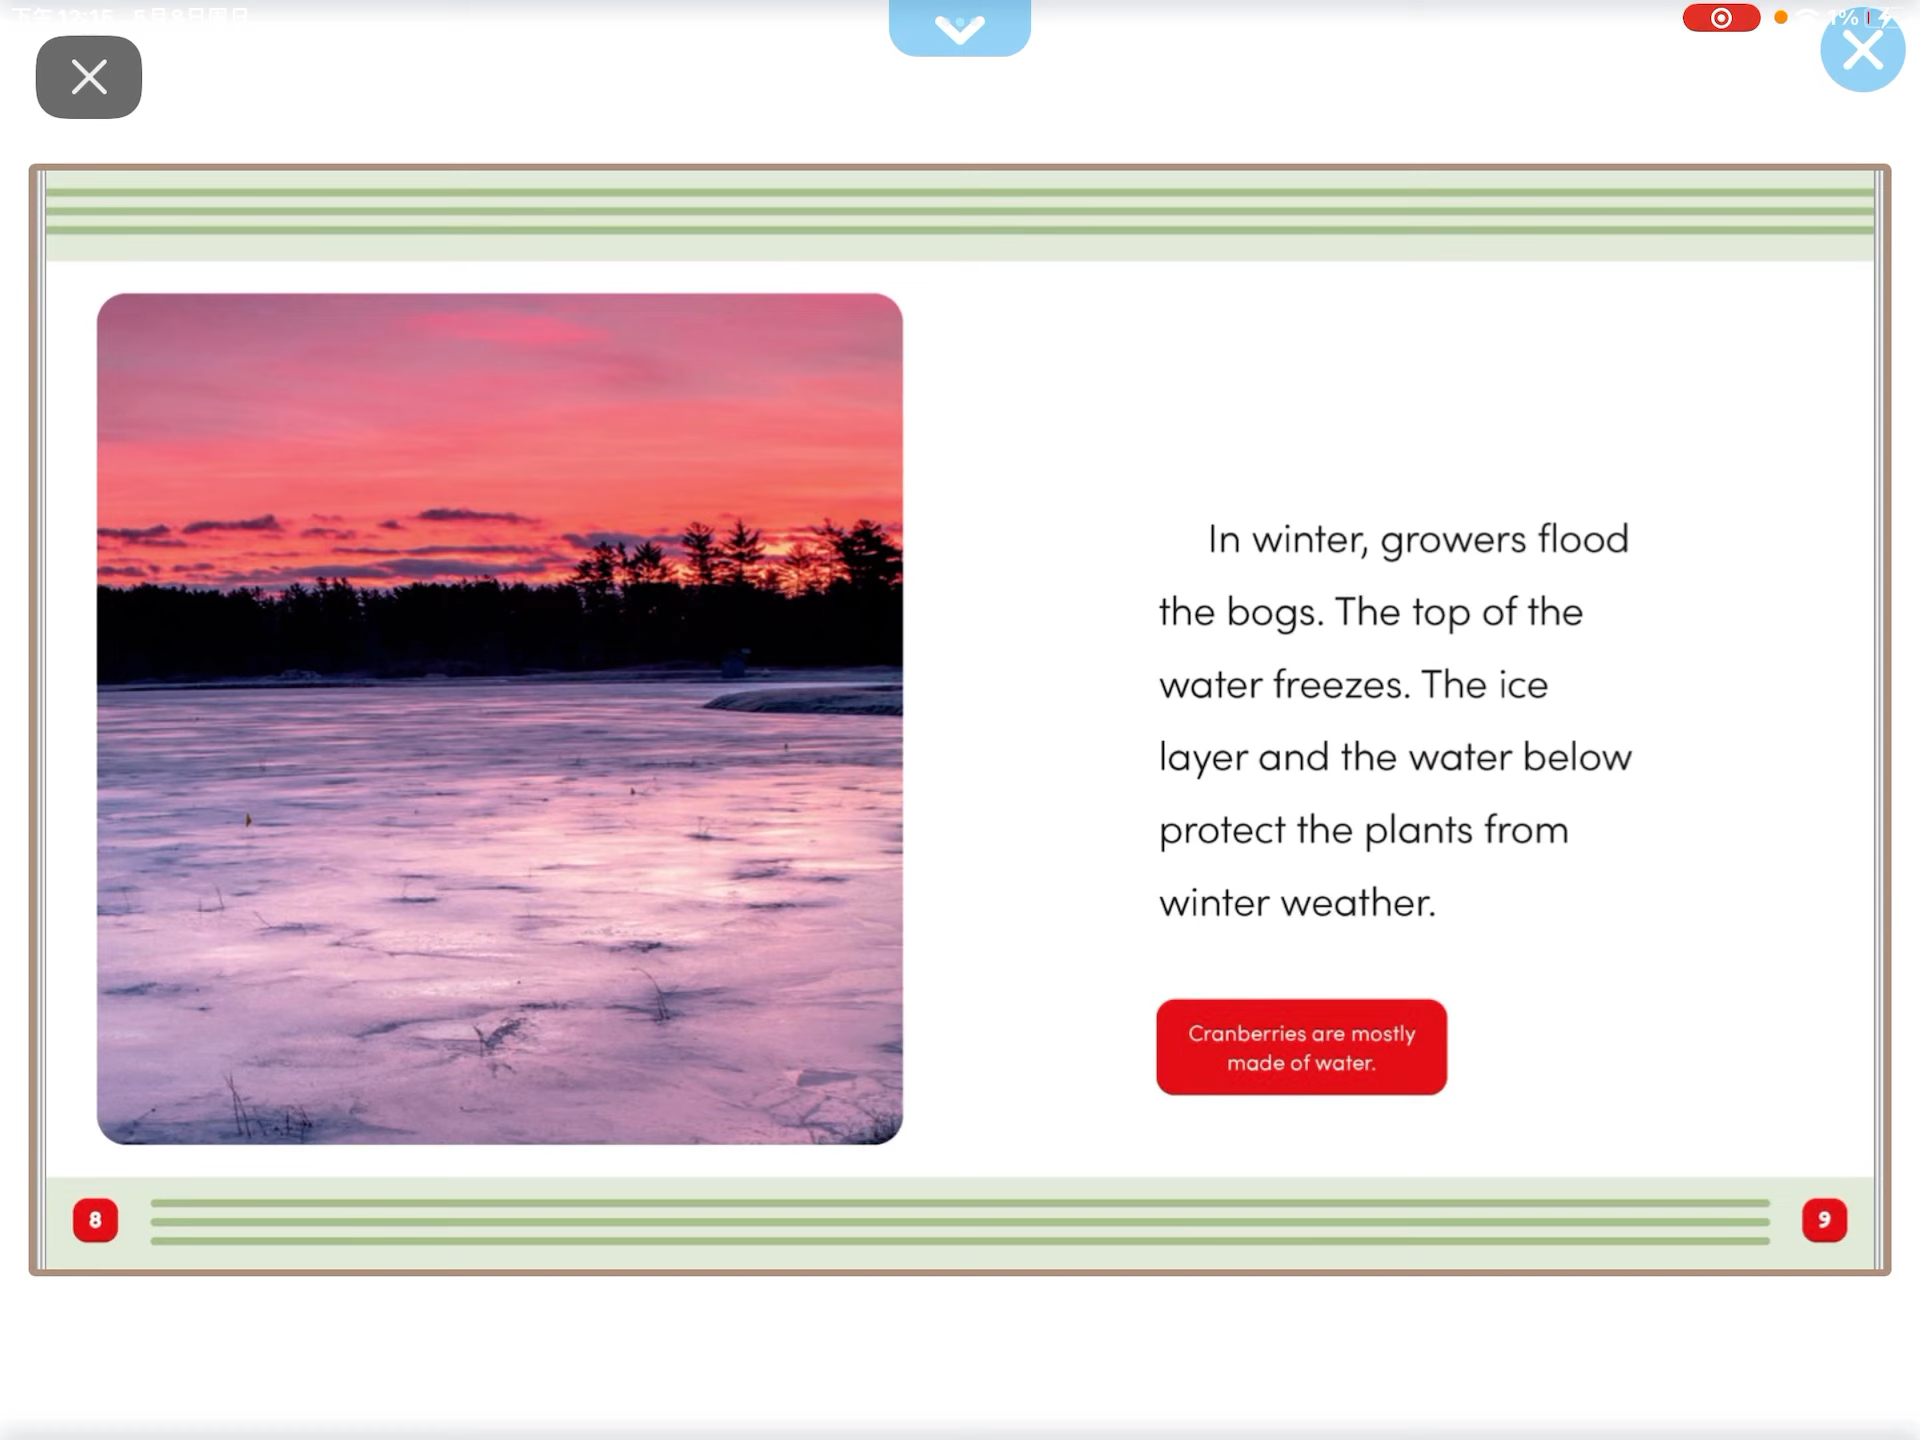 In winter, growers flood
the bogs. The top of the
water freezes. The ice
layer and the water below
protect the plants from
winter weather.
Cranberries are mostly
made of water.
8
9
1%